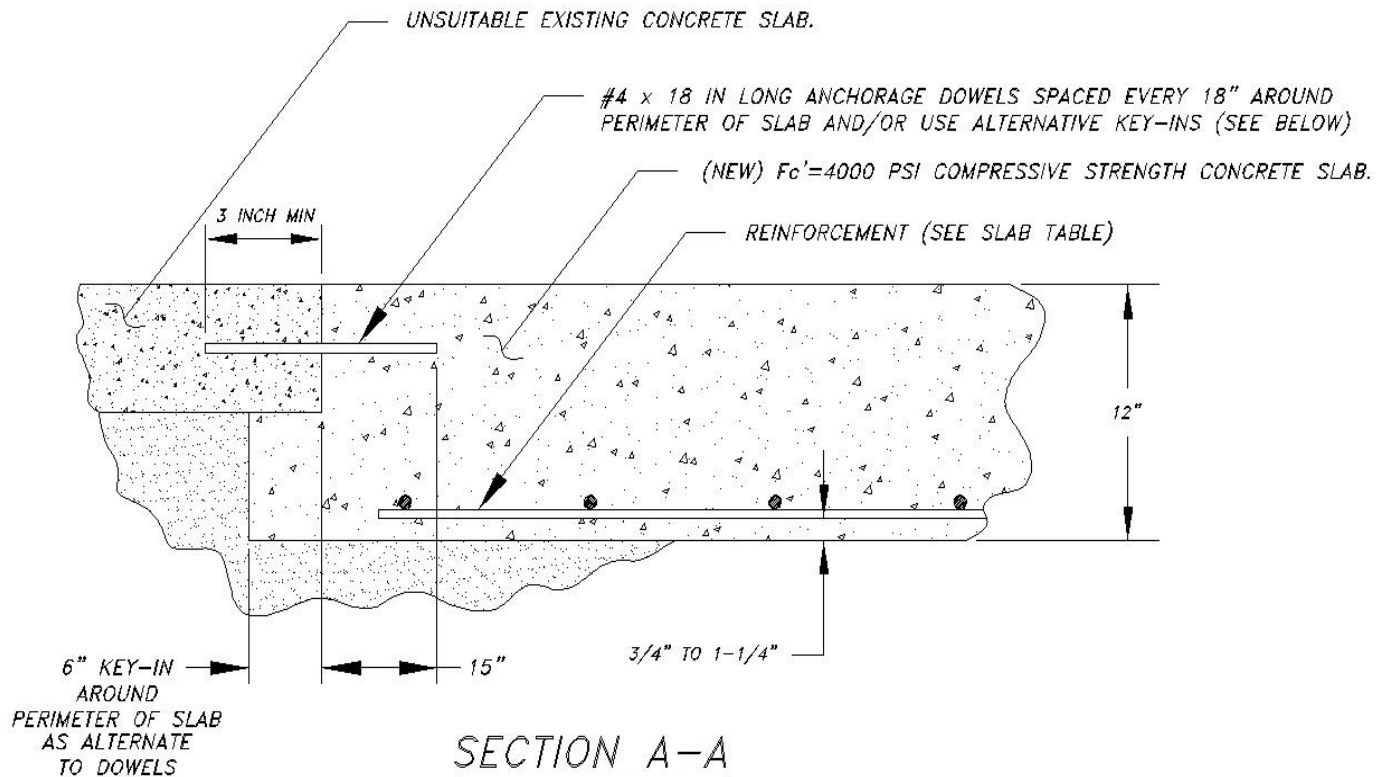 UNSUITABLE EXISTING CONCRETE SLAB.
#4 x 18 IN LONG ANCHORAGE DOWELS SPACED EVERY 18" AROUND
PERIMETER OF SLAB AND/OR USE ALTERNATIVE KEY-INS (SEE BELOW)
(NEW) Fc'=4000 PSI COMPRESSIVE STRENGTH CONCRETE SLAB.
3 INCH MIN
REINFORCEMENT (SEE SLAB TABLE)
12"
6" KEY-IN
AROUND
PERIMETER OF SLAB
AS ALTERNATE
TO DOWELS
15"
3/4" TO 1-1/4"
SECTION A-A